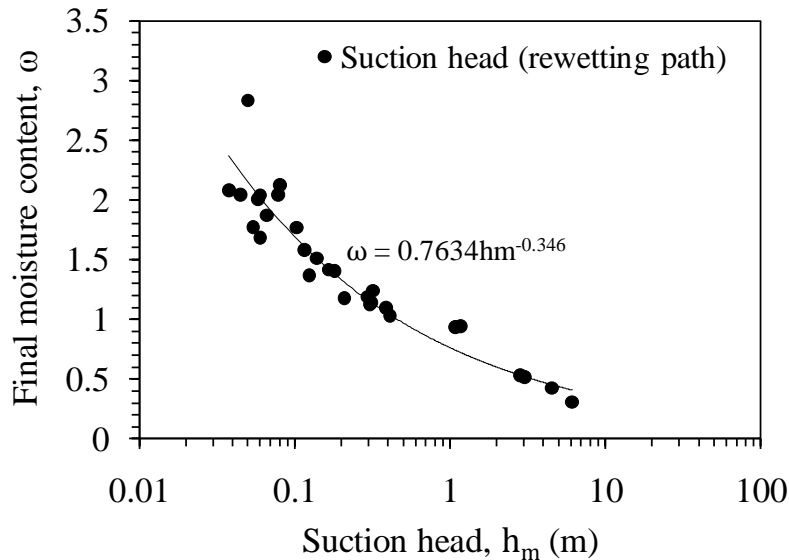 3.5
3
2.5
2
1.5
1
0.5
0
Final moisture content, ω
Suction head (rewetting path)
ω = 0.7634hm-0.346
0.01 0.1 1 10 100
Suction head, hm (m)